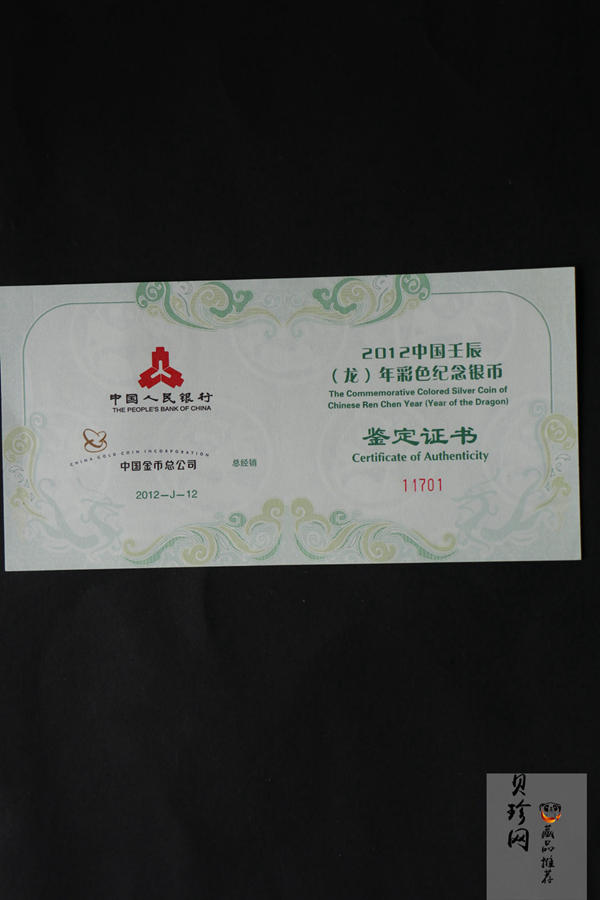 中国人民银行
THE PEOPLE'S BANK OF CHINA
CHINA GOLD COIN INCORPORATION
中国金币总公司
总经销
2012-J-12
2012中国壬辰
（龙）年彩色纪念银币
The Commemorative Colored Silver Coin of
Chinese Ren Chen Year (Year of the Dragon)
鉴定证书
Certificate of Authenticity
11701
贝珍网
藏品推荐